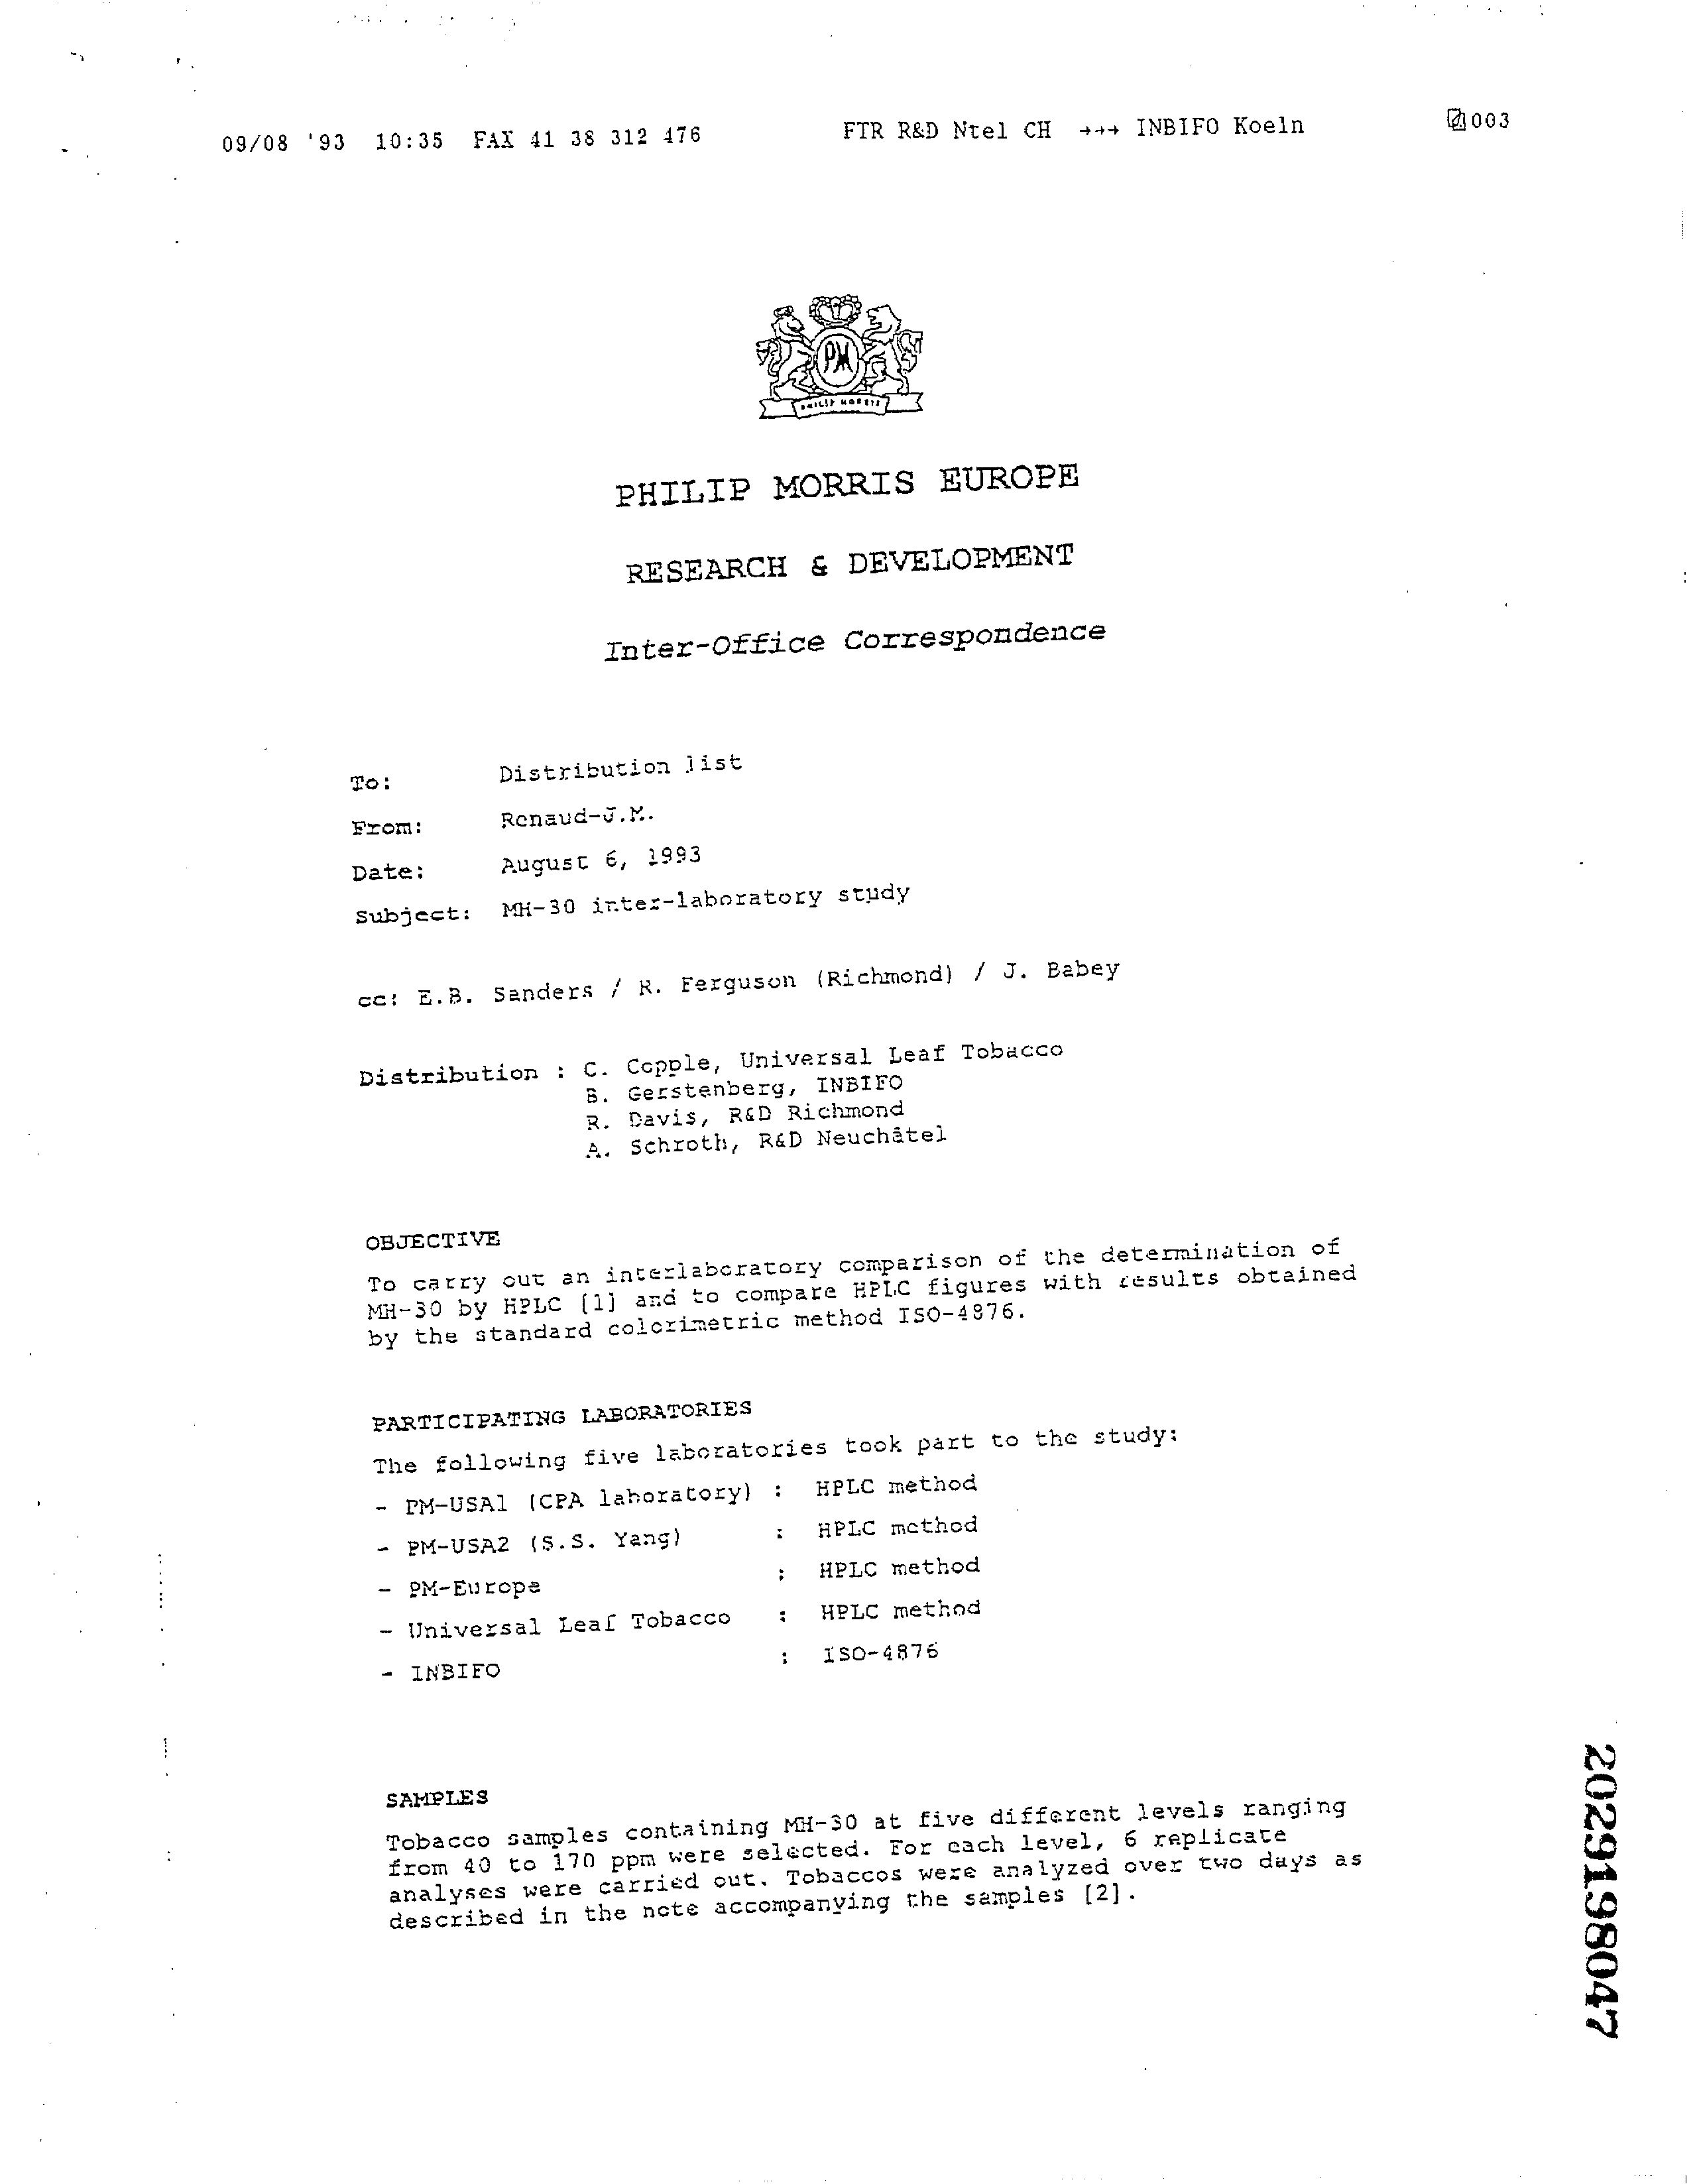 09/08 '93 10:35 FAX 41 38 312 476 FTR R&D Ntel CH →→→ INBIFO Koeln 003
PM
PHILIP MORRIS
PHILIP MORRIS EUROPE
RESEARCH & DEVELOPMENT
Inter-Office Correspondence
To: Distribution list
From: Renaud-J.M.
Date: August 6, 1993
Subject: MH-30 inter-laboratory study
cc: E.B. Sanders / R. Ferguson (Richmond) / J. Babey
Distribution : C. Copple, Universal Leaf Tobacco
B. Gerstenberg, INBIFO
R. Davis, R&D Richmond
A. Schroth, R&D Neuchâtel
OBJECTIVE
To carry out an interlaboratory comparison of the determination of
MH-30 by HPLC [1] and to compare HPLC figures with results obtained
by the standard colorimetric method ISO-4876.
PARTICIPATING LABORATORIES
The following five laboratories took part to the study:
- PM-USA1 (CPA laboratory) : HPLC method
- PM-USA2 (S.S. Yang) : HPLC method
- PM-Europe : HPLC method
- Universal Leaf Tobacco : HPLC method
- INBIFO : ISO-4876
SAMPLES
Tobacco samples containing MH-30 at five different levels ranging
from 40 to 170 ppm were selected. For each level, 6 replicate
analyses were carried out. Tobaccos were analyzed over two days as
described in the note accompanying the samples [2].
2029198047